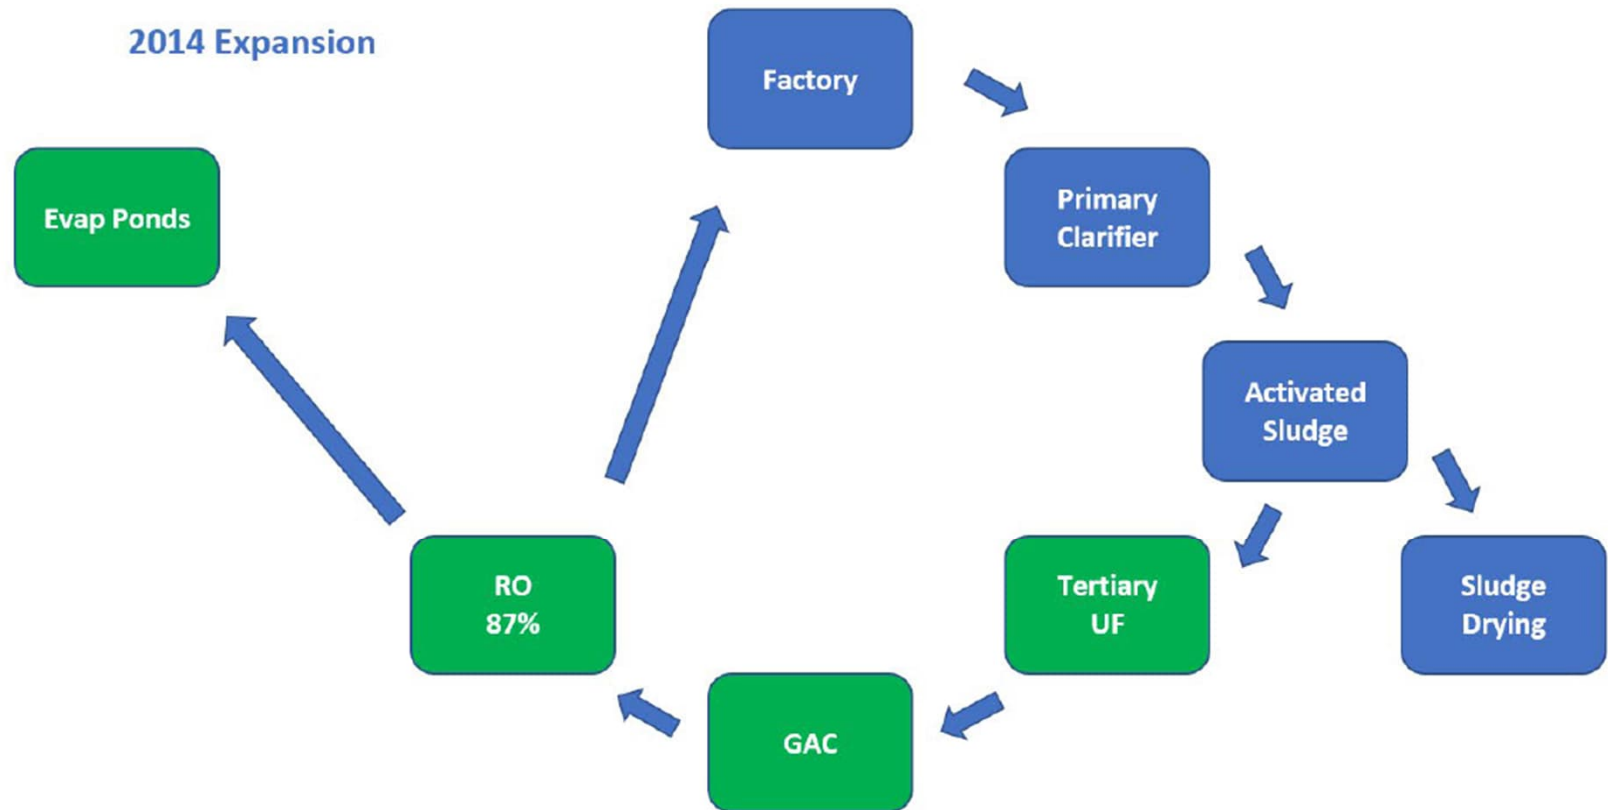 2014 Expansion
Factory
Evap Ponds
Primary
Clarifier
Activated
Sludge
RO
87%
Tertiary
UF
Sludge
Drying
GAC